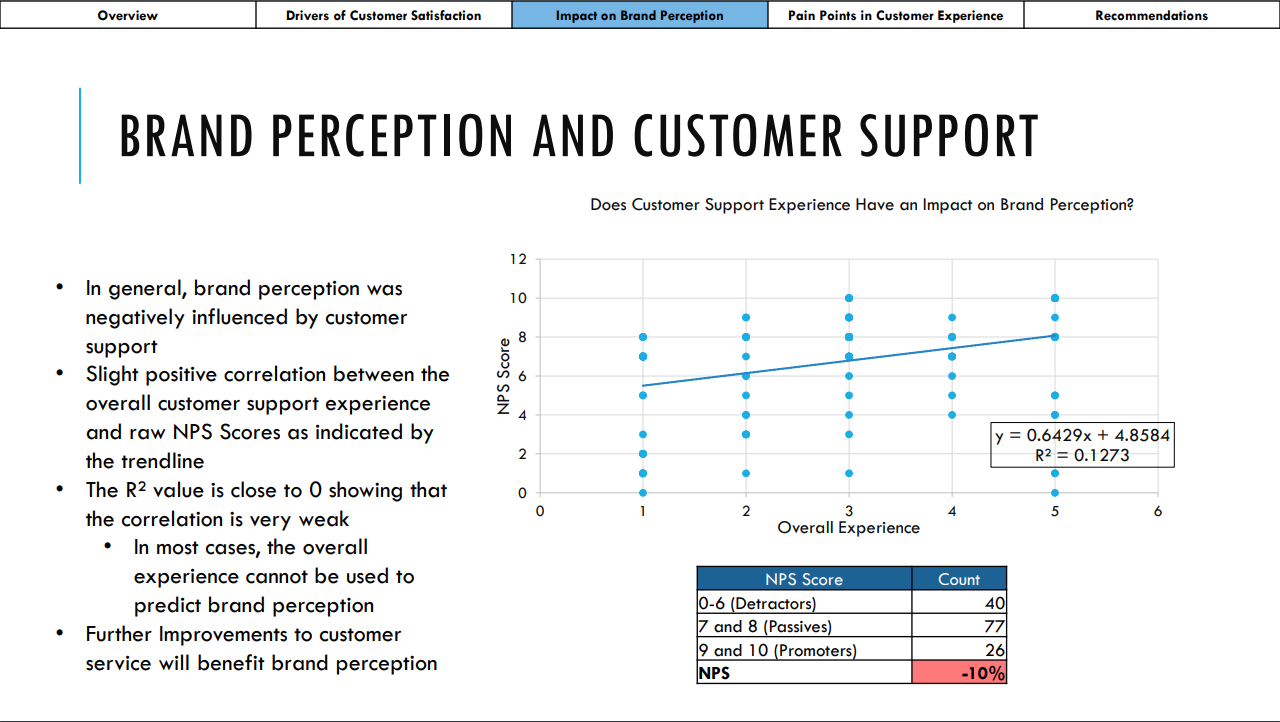 Overview
Drivers of Customer Satisfaction
Impact on Brand Perception
Pain Points in Customer Experience
Recommendations
BRAND PERCEPTION AND CUSTOMER SUPPORT
• In general, brand perception was
negatively influenced by customer
support
• Slight positive correlation between the
overall customer support experience
and raw NPS Scores as indicated by
the trendline
• The R² value is close to 0 showing that
the correlation is very weak
• In most cases, the overall
experience cannot be used to
predict brand perception
• Further Improvements to customer
service will benefit brand perception
Does Customer Support Experience Have an Impact on Brand Perception?
NPS Score
12
10
8
6
4
2
0
0 1 2 3 4 5 6
Overall Experience
y = 0.6429x + 4.8584
R² = 0.1273
NPS Score Count
0-6 (Detractors) 40
7 and 8 (Passives) 77
9 and 10 (Promoters) 26
NPS -10%